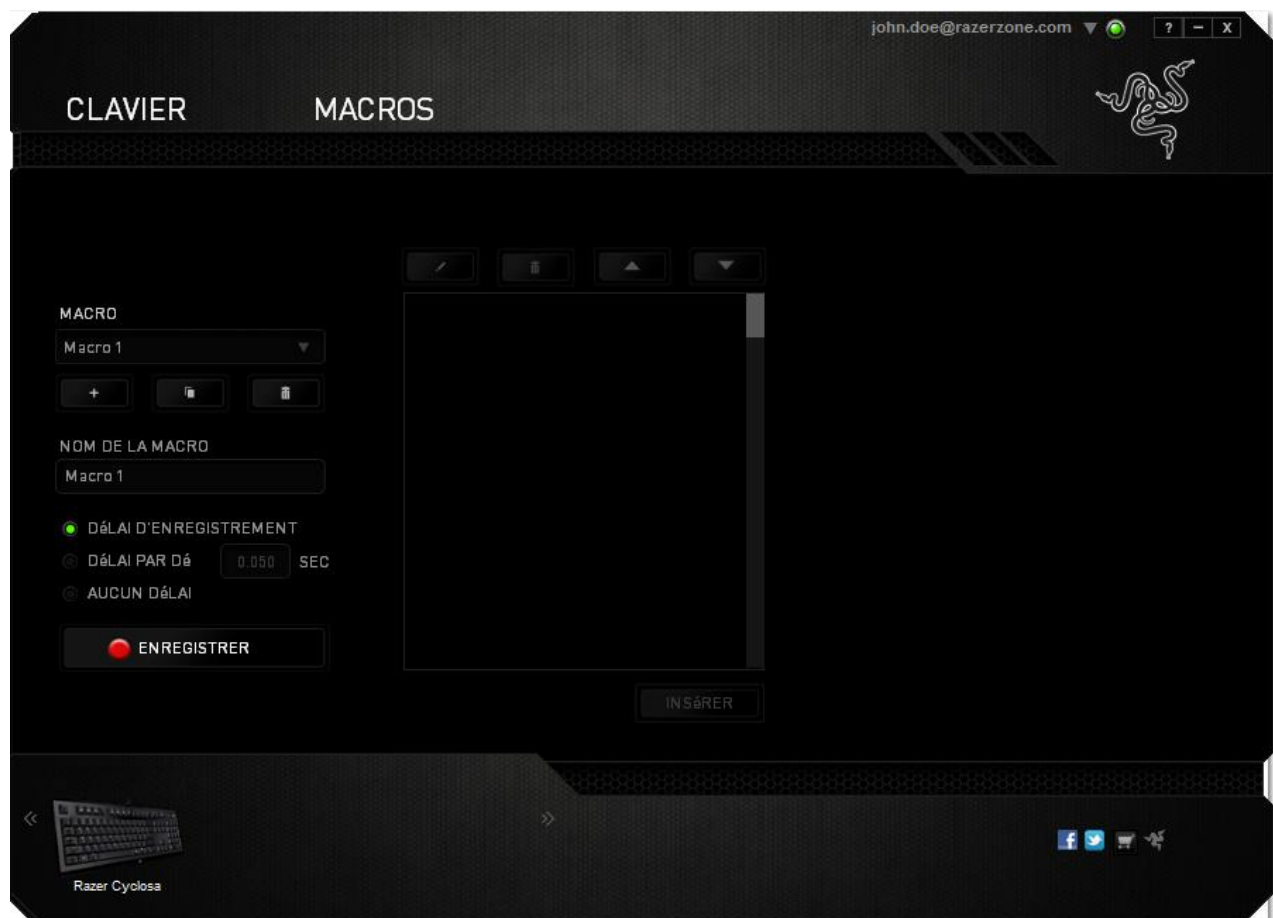 john.doe@razerzone.com ? – X
CLAVIER MACROS
MACRO
Macro 1
NOM DE LA MACRO
Macro 1
DéLAI D'ENREGISTREMENT
DéLAI PAR Dé 0.050 SEC
AUCUN DéLAI
ENREGISTRER
INSéRER
Razer Cyclosa